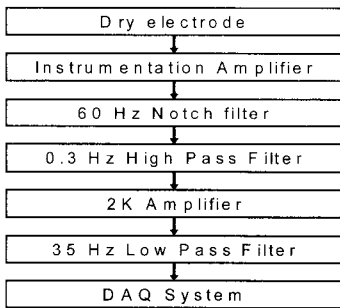 Dry electrode
Instrumentation Amplifier
60 Hz Notch filter
0.3 Hz High Pass Filter
2K Amplifier
35 Hz Low Pass Filter
DAQ System